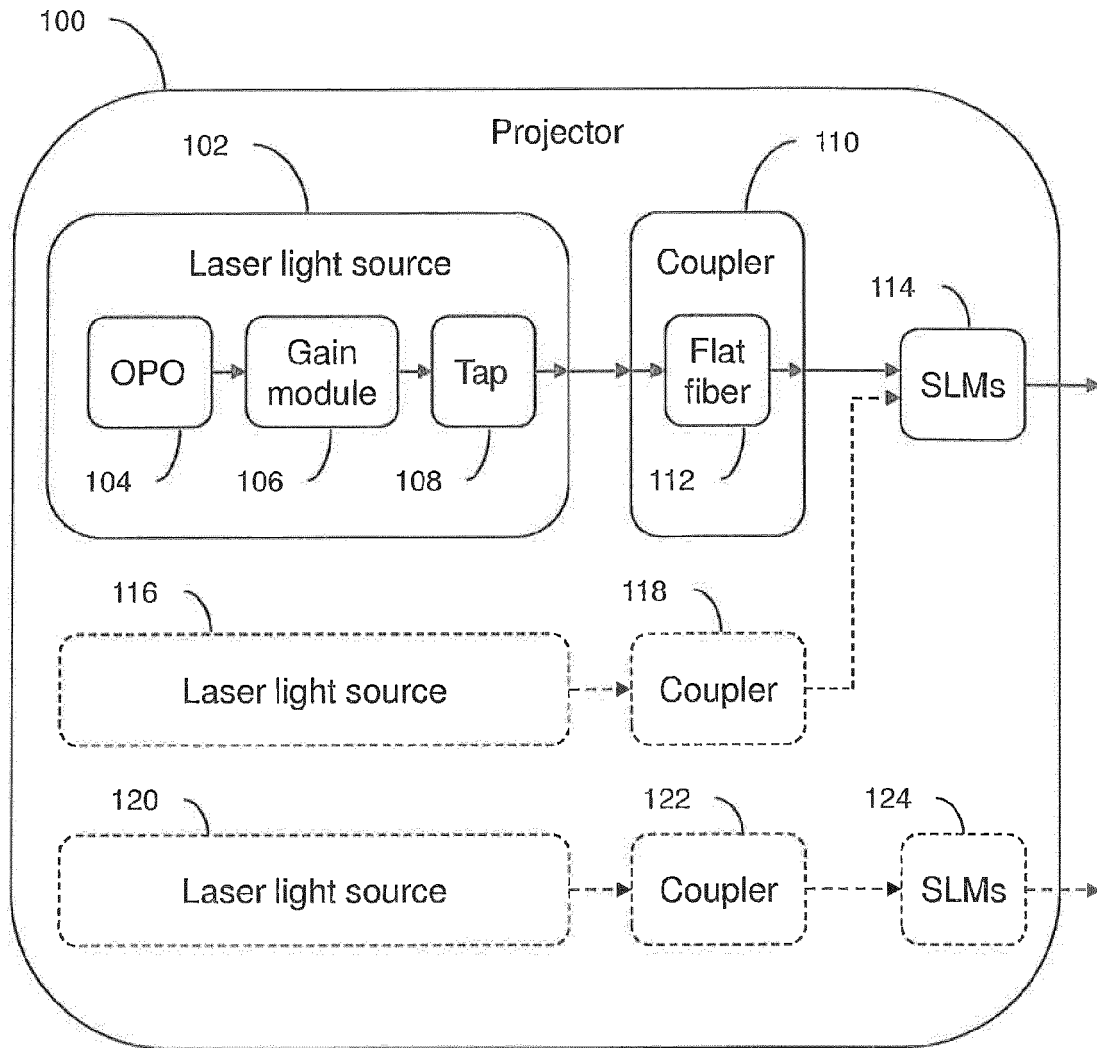 100
Projector
102
110
Laser light source
Coupler
114
OPO
Gain
module
Tap
Flat
fiber
SLMs
104
106
108
112
116
118
Laser light source
Coupler
120
122
124
Laser light source
Coupler
SLMs